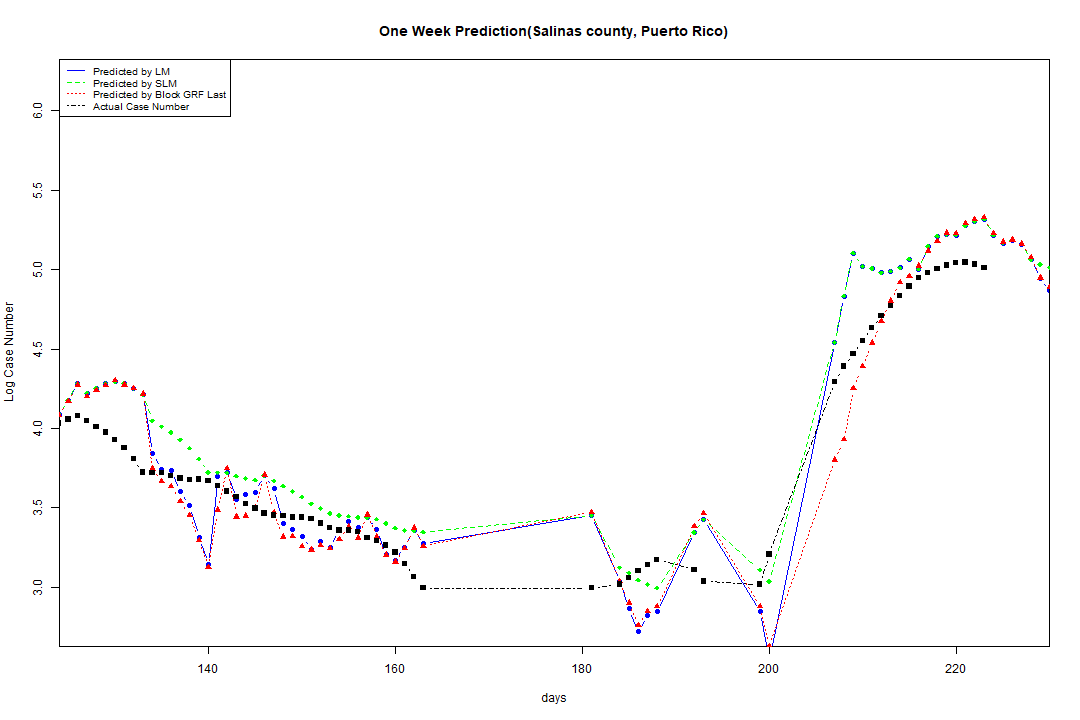 One Week Prediction(Salinas county, Puerto Rico)
Predicted by LM
Predicted by SLM
Predicted by Block GRF Last
Actual Case Number
Log Case Number
6.0
5.5
5.0
4.5
4.0
3.5
3.0
140 160 180 200 220
days